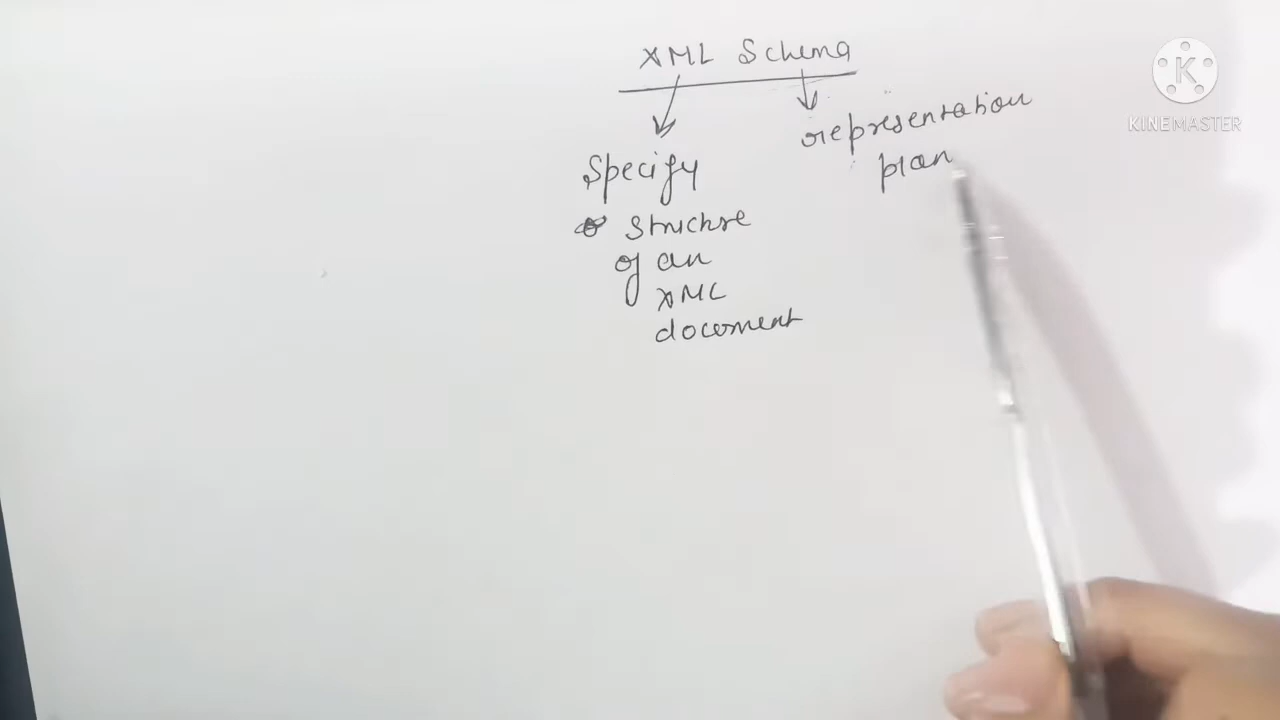 XML Schema
representation
plan
Specify
structure
of an
XML
document
K
KINEMASTER